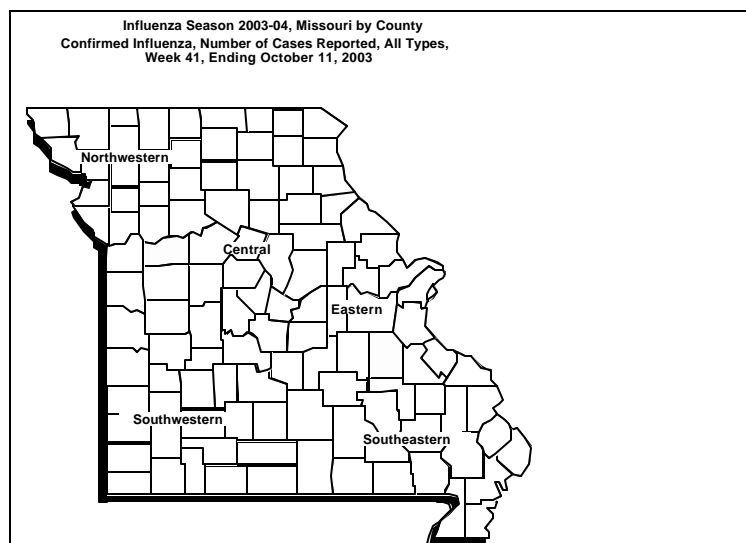 Influenza Season 2003-04, Missouri by County
Confirmed Influenza, Number of Cases Reported, All Types,
Week 41, Ending October 11, 2003
Northwestern
Central
Eastern
Southwestern
Southeastern